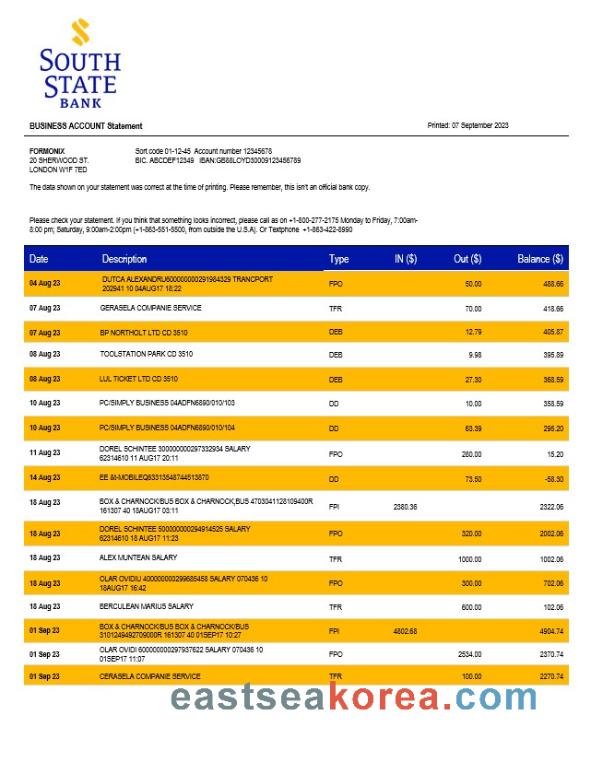 SOUTH
STATE
BANK
BUSINESS ACCOUNT Statement Printed: 07 September 2023
FORMONIX Sort code 01-12-45 Account number 12345678
20 SHERWOOD ST. BIC. ABCDEF12349 IBAN:GB88LOYD30009123456789
LONDON W1F 7ED
The data shown on your statement was correct at the time of printing. Please remember, this isn't an official bank copy.
Please check your statement. If you think that something looks incorrect, please call as on +1-800-277-2175 Monday to Friday, 7:00am-
8:00 pm; Saturday, 9:00am-2:00pm (+1-863-551-5500, from outside the U.S.A). Or Textphone +1-863-422-8990
Date Description Type IN ($) Out ($) Balance ($)
04 Aug 23 DUTCA ALEXANDRU600000000291984329 TRANCPORT FPO 50.00 488.66
202941 10 04AUG17 18:22
07 Aug 23 GERASELA COMPANIE SERVICE TFR 70.00 418.66
07 Aug 23 BP NORTHOLT LTD CD 3510 DEB 12.79 405.87
08 Aug 23 TOOLSTATION PARK CD 3510 DEB 9.98 395.89
08 Aug 23 LUL TICKET LTD CD 3510 DEB 27.30 368.59
10 Aug 23 PC/SIMPLY BUSINESS 04ADFN6890/010/103 DD 10.00 358.59
10 Aug 23 PC/SIMPLY BUSINESS 04ADFN6890/010/104 DD 63.39 295.20
11 Aug 23 DOREL SCHINTEE 300000000297332934 SALARY FPO 280.00 15.20
62314610 11 AUG17 20:11
14 Aug 23 EE &t-MOBILEQ63313548744513870 DD 73.50 -58.30
18 Aug 23 BOX & CHARNOCK/BUS BOX & CHARNOCK,BUS 4703041128109400R FPI 2380.36 2322.06
161307 40 18AUG17 03:11
18 Aug 23 DOREL SCHINTEE 500000000294914525 SALARY FPO 320.00 2002.06
62314610 18 AUG17 11:23
18 Aug 23 ALEX MUNTEAN SALARY TFR 1000.00 1002.06
18 Aug 23 OLAR OVIDIU 400000000299685458 SALARY 070436 10 FPO 300.00 702.06
18AUG17 16:42
18 Aug 23 BERCULEAN MARIUS SALARY TFR 600.00 102.06
01 Sep 23 BOX & CHARNOCK/BUS BOX & CHARNOCK/BUS FPI 4802.68 4904.74
3101249492709000R 161307 40 01SEP17 10:27
01 Sep 23 OLAR OVIDI 600000000297937622 SALARY 070436 10 FPO 2534.00 2370.74
01SEP17 11:07
01 Sep 23 CERASELA COMPANIE SERVICE TFR 100.00 2270.74
eastseakorea.com